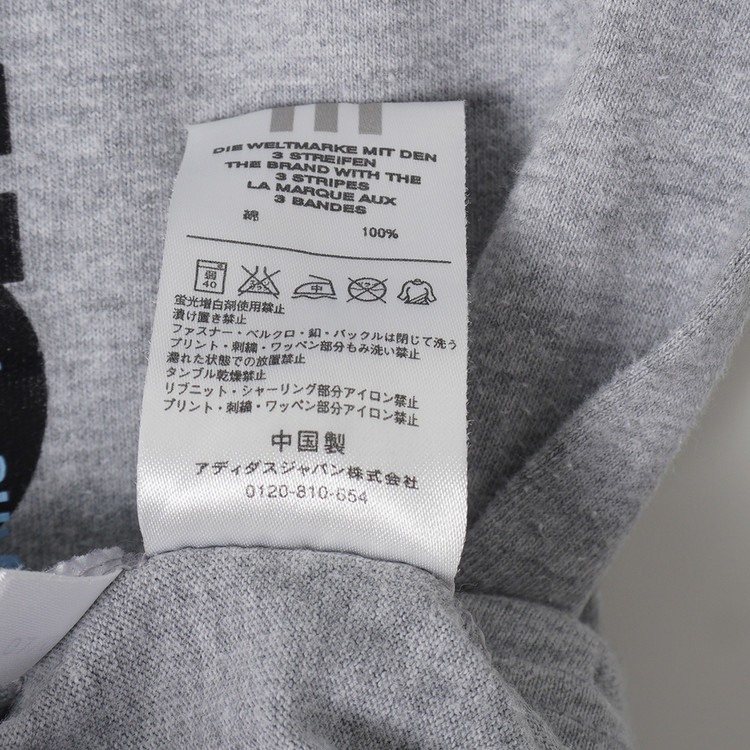 DIE WELTMARKE MIT DEN
3 STREIFEN
THE BRAND WITH THE
3 STRIPES
LA MARQUE AUX
3 BANDES
綿 100%
弱 40 中
蛍光増白剤使用禁止
漬け置き禁止
ファスナー・ベルクロ・釦・バックルは閉じて洗う
プリント・刺繍・ワッペン部分もみ洗い禁止
濡れた状態での放置禁止
タンブル乾燥禁止
リブニット・シャーリング部分アイロン禁止
プリント・刺繍・ワッペン部分アイロン禁止
中国製
アディダスジャパン株式会社
0120-810-654